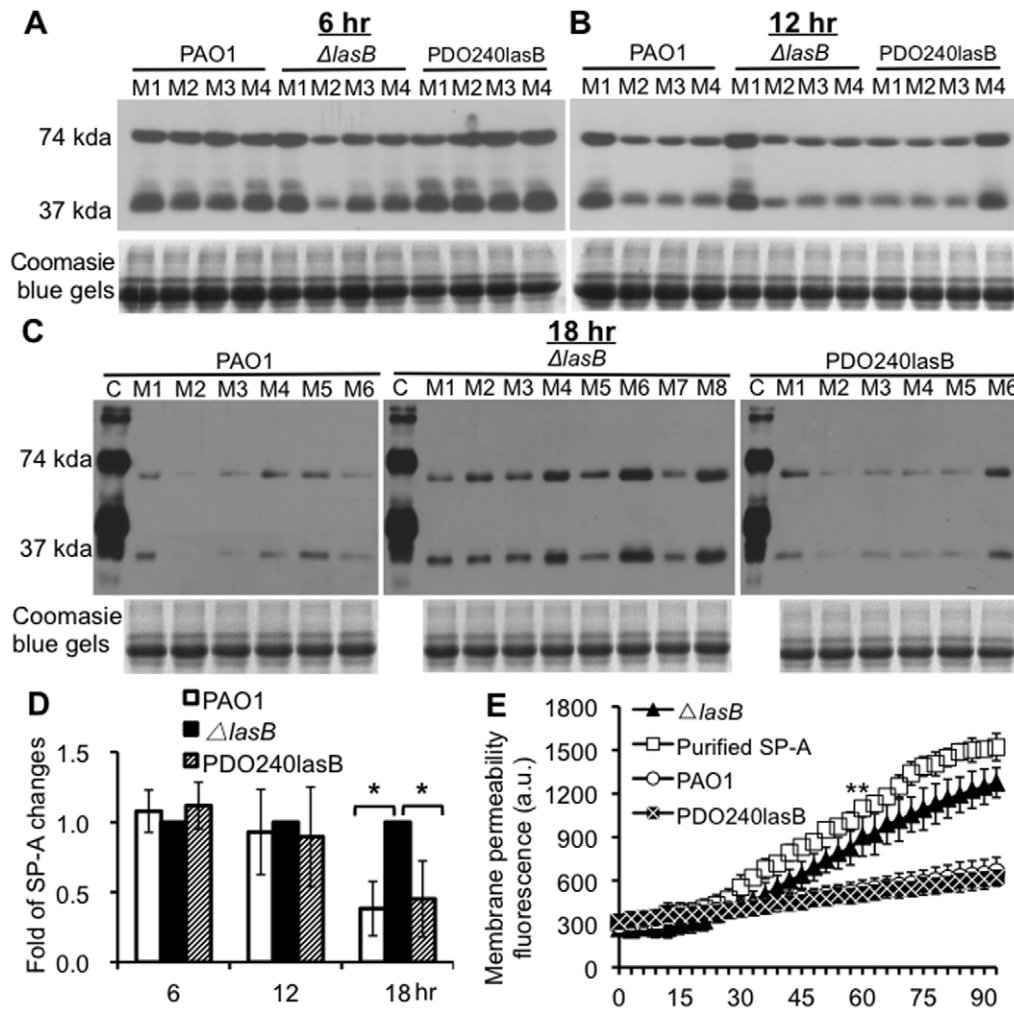 A 6 hr B 12 hr
PAO1 ΔlasB PDO240lasB PAO1 ΔlasB PDO240lasB
M1 M2 M3 M4 M1 M2 M3 M4 M1 M2 M3 M4 M1 M2 M3 M4 M1 M2 M3 M4 M1 M2 M3 M4
74 kda
37 kda
Coomasie
blue gels
C 18 hr
PAO1 ΔlasB PDO240lasB
C M1 M2 M3 M4 M5 M6 C M1 M2 M3 M4 M5 M6 M7 M8 C M1 M2 M3 M4 M5 M6
74 kda
37 kda
Coomasie
blue gels
D
PAO1
△lasB
PDO240lasB
Fold of SP-A changes
1.5
1.0
0.5
0.0
* *
6 12 18 hr
E
Membrane permeability
fluorescence (a.u.)
1800
1500
1200
900
600
300
0
△lasB
Purified SP-A
PAO1
PDO240lasB
**
0 15 30 45 60 75 90